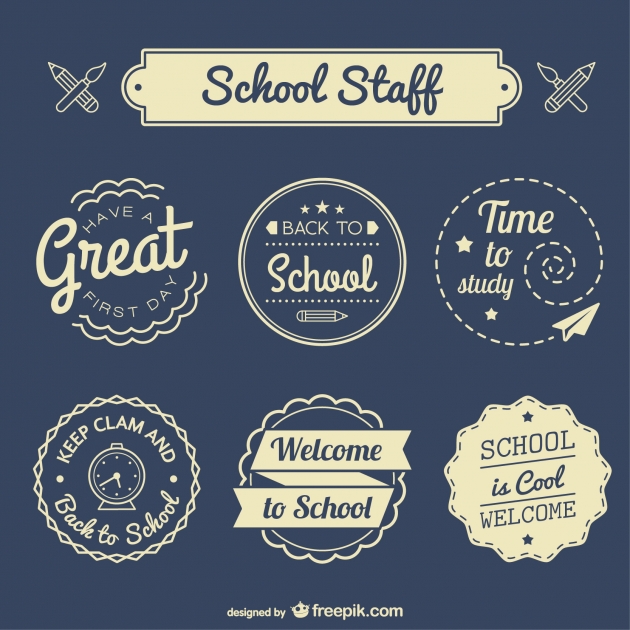 School Staff
HAVE A
Great
FIRST DAY
BACK TO
School
Time
to
study
KEEP CLAM AND
Back to School
Welcome
to School
SCHOOL
is Cool
WELCOME
designed by freepik.com